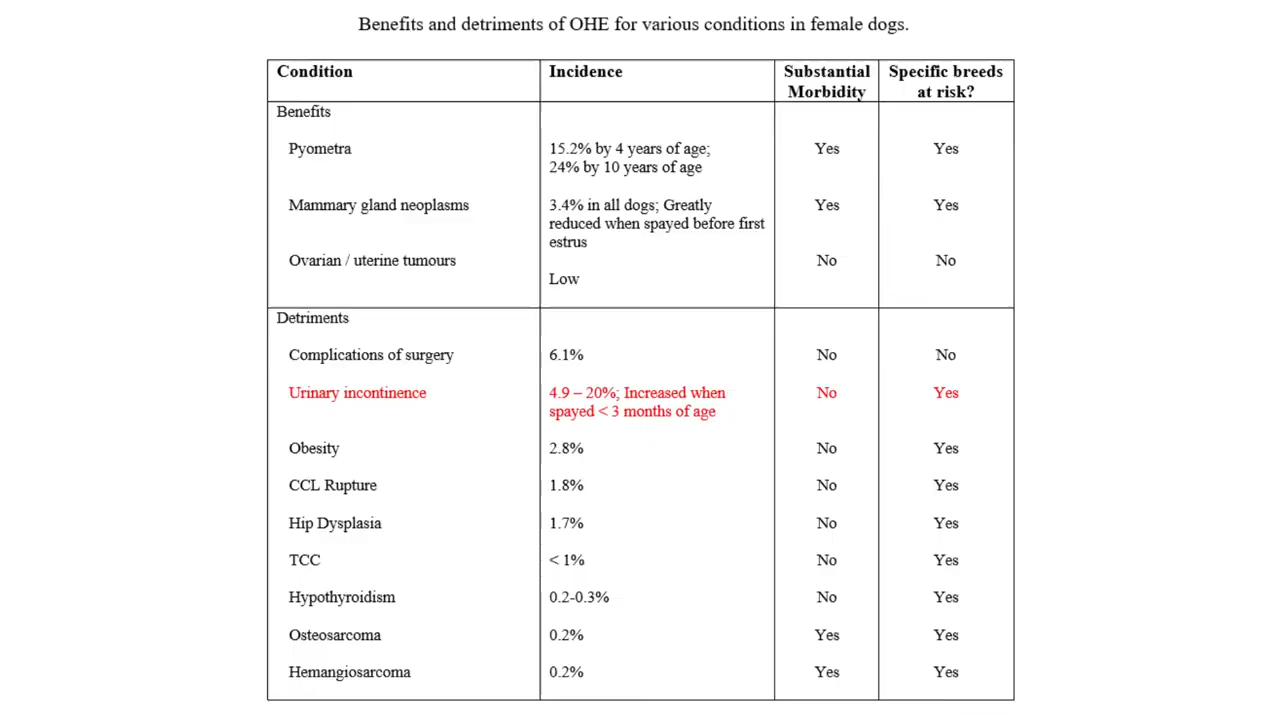 Benefits and detriments of OHE for various conditions in female dogs.
Condition Incidence Substantial Morbidity Specific breeds at risk?
Benefits
Pyometra 15.2% by 4 years of age; Yes Yes
24% by 10 years of age
Mammary gland neoplasms 3.4% in all dogs; Greatly Yes Yes
reduced when spayed before first
estrus
Ovarian / uterine tumours No No
Low
Detriments
Complications of surgery 6.1% No No
Urinary incontinence 4.9 – 20%; Increased when No Yes
spayed < 3 months of age
Obesity 2.8% No Yes
CCL Rupture 1.8% No Yes
Hip Dysplasia 1.7% No Yes
TCC < 1% No Yes
Hypothyroidism 0.2-0.3% No Yes
Osteosarcoma 0.2% Yes Yes
Hemangiosarcoma 0.2% Yes Yes